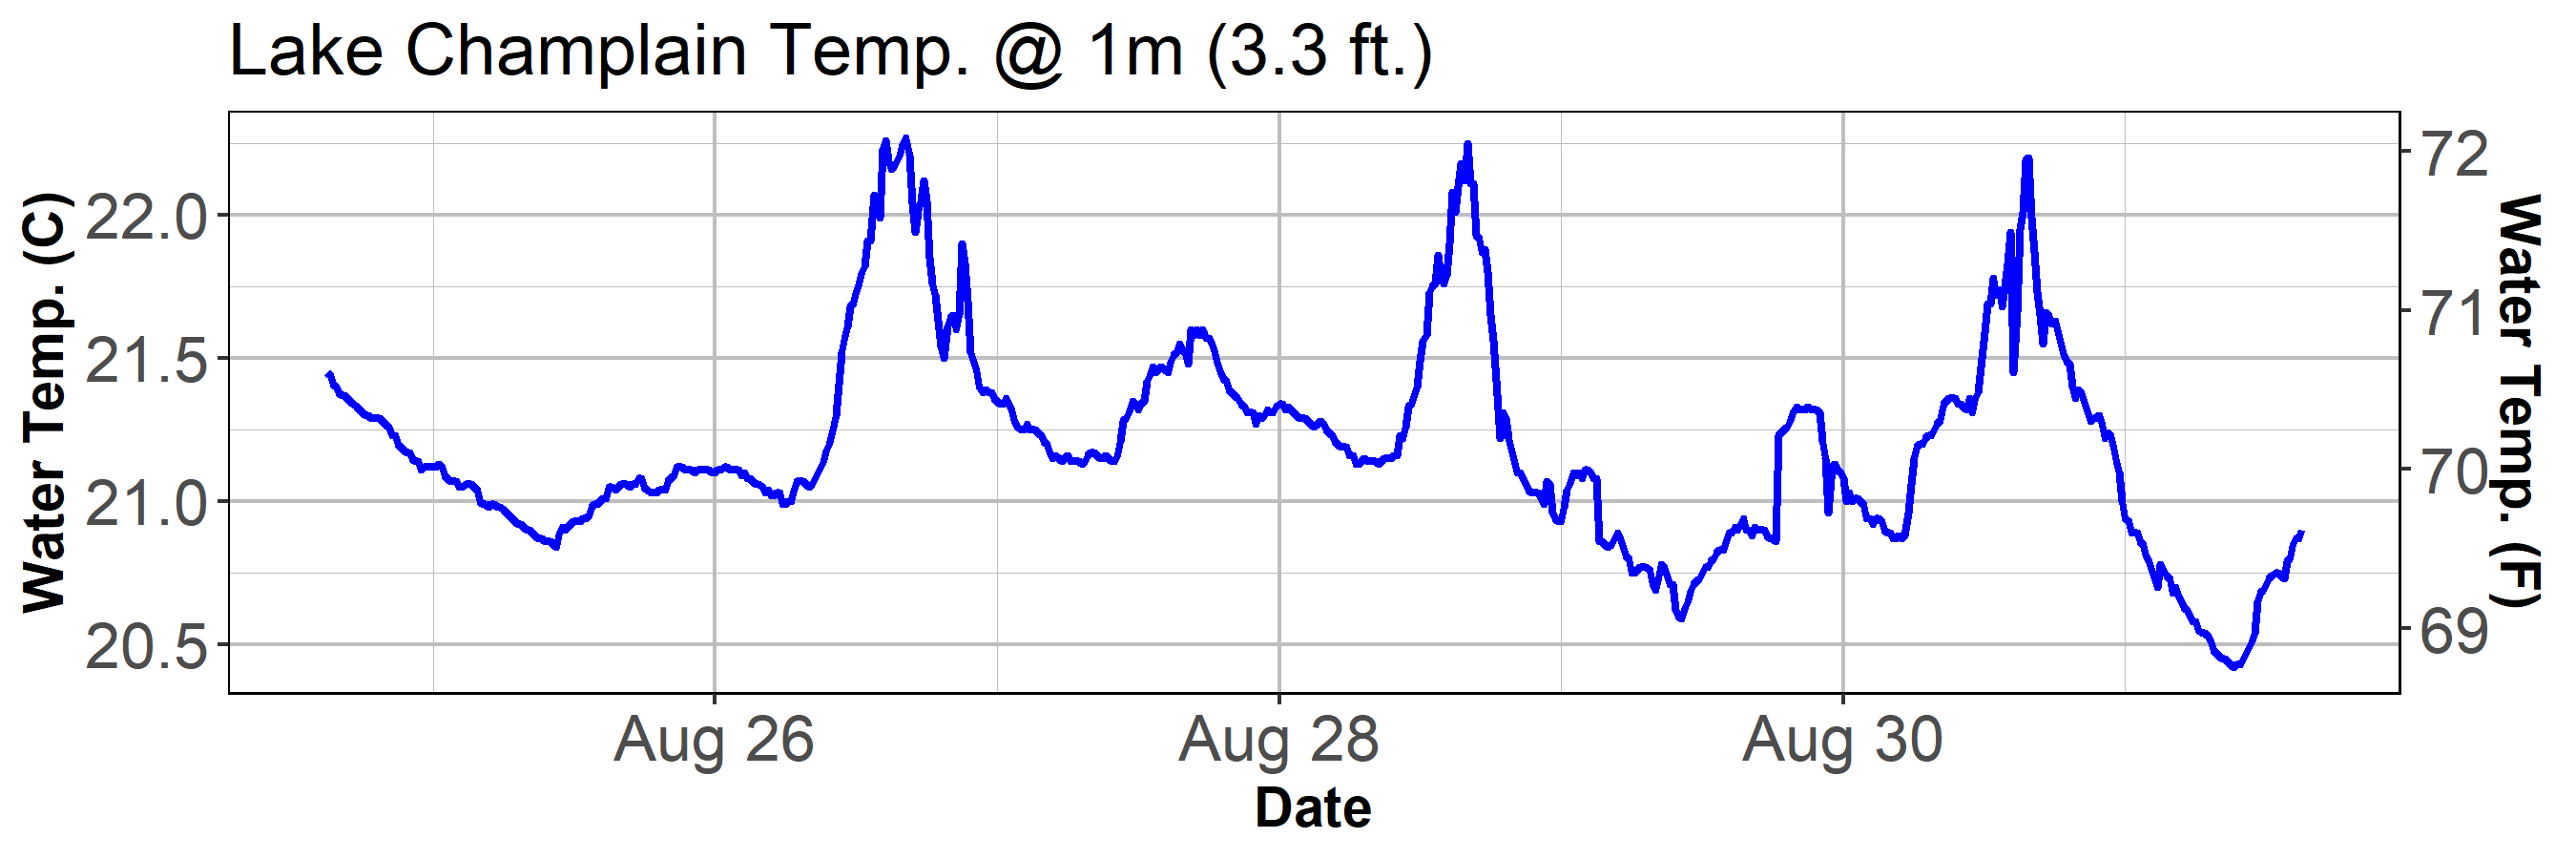 Lake Champlain Temp. @ 1m (3.3 ft.)
Water Temp. (C)
22.0
21.5
21.0
20.5
72
71
70
69
Water Temp. (F)
Aug 26
Aug 28
Aug 30
Date